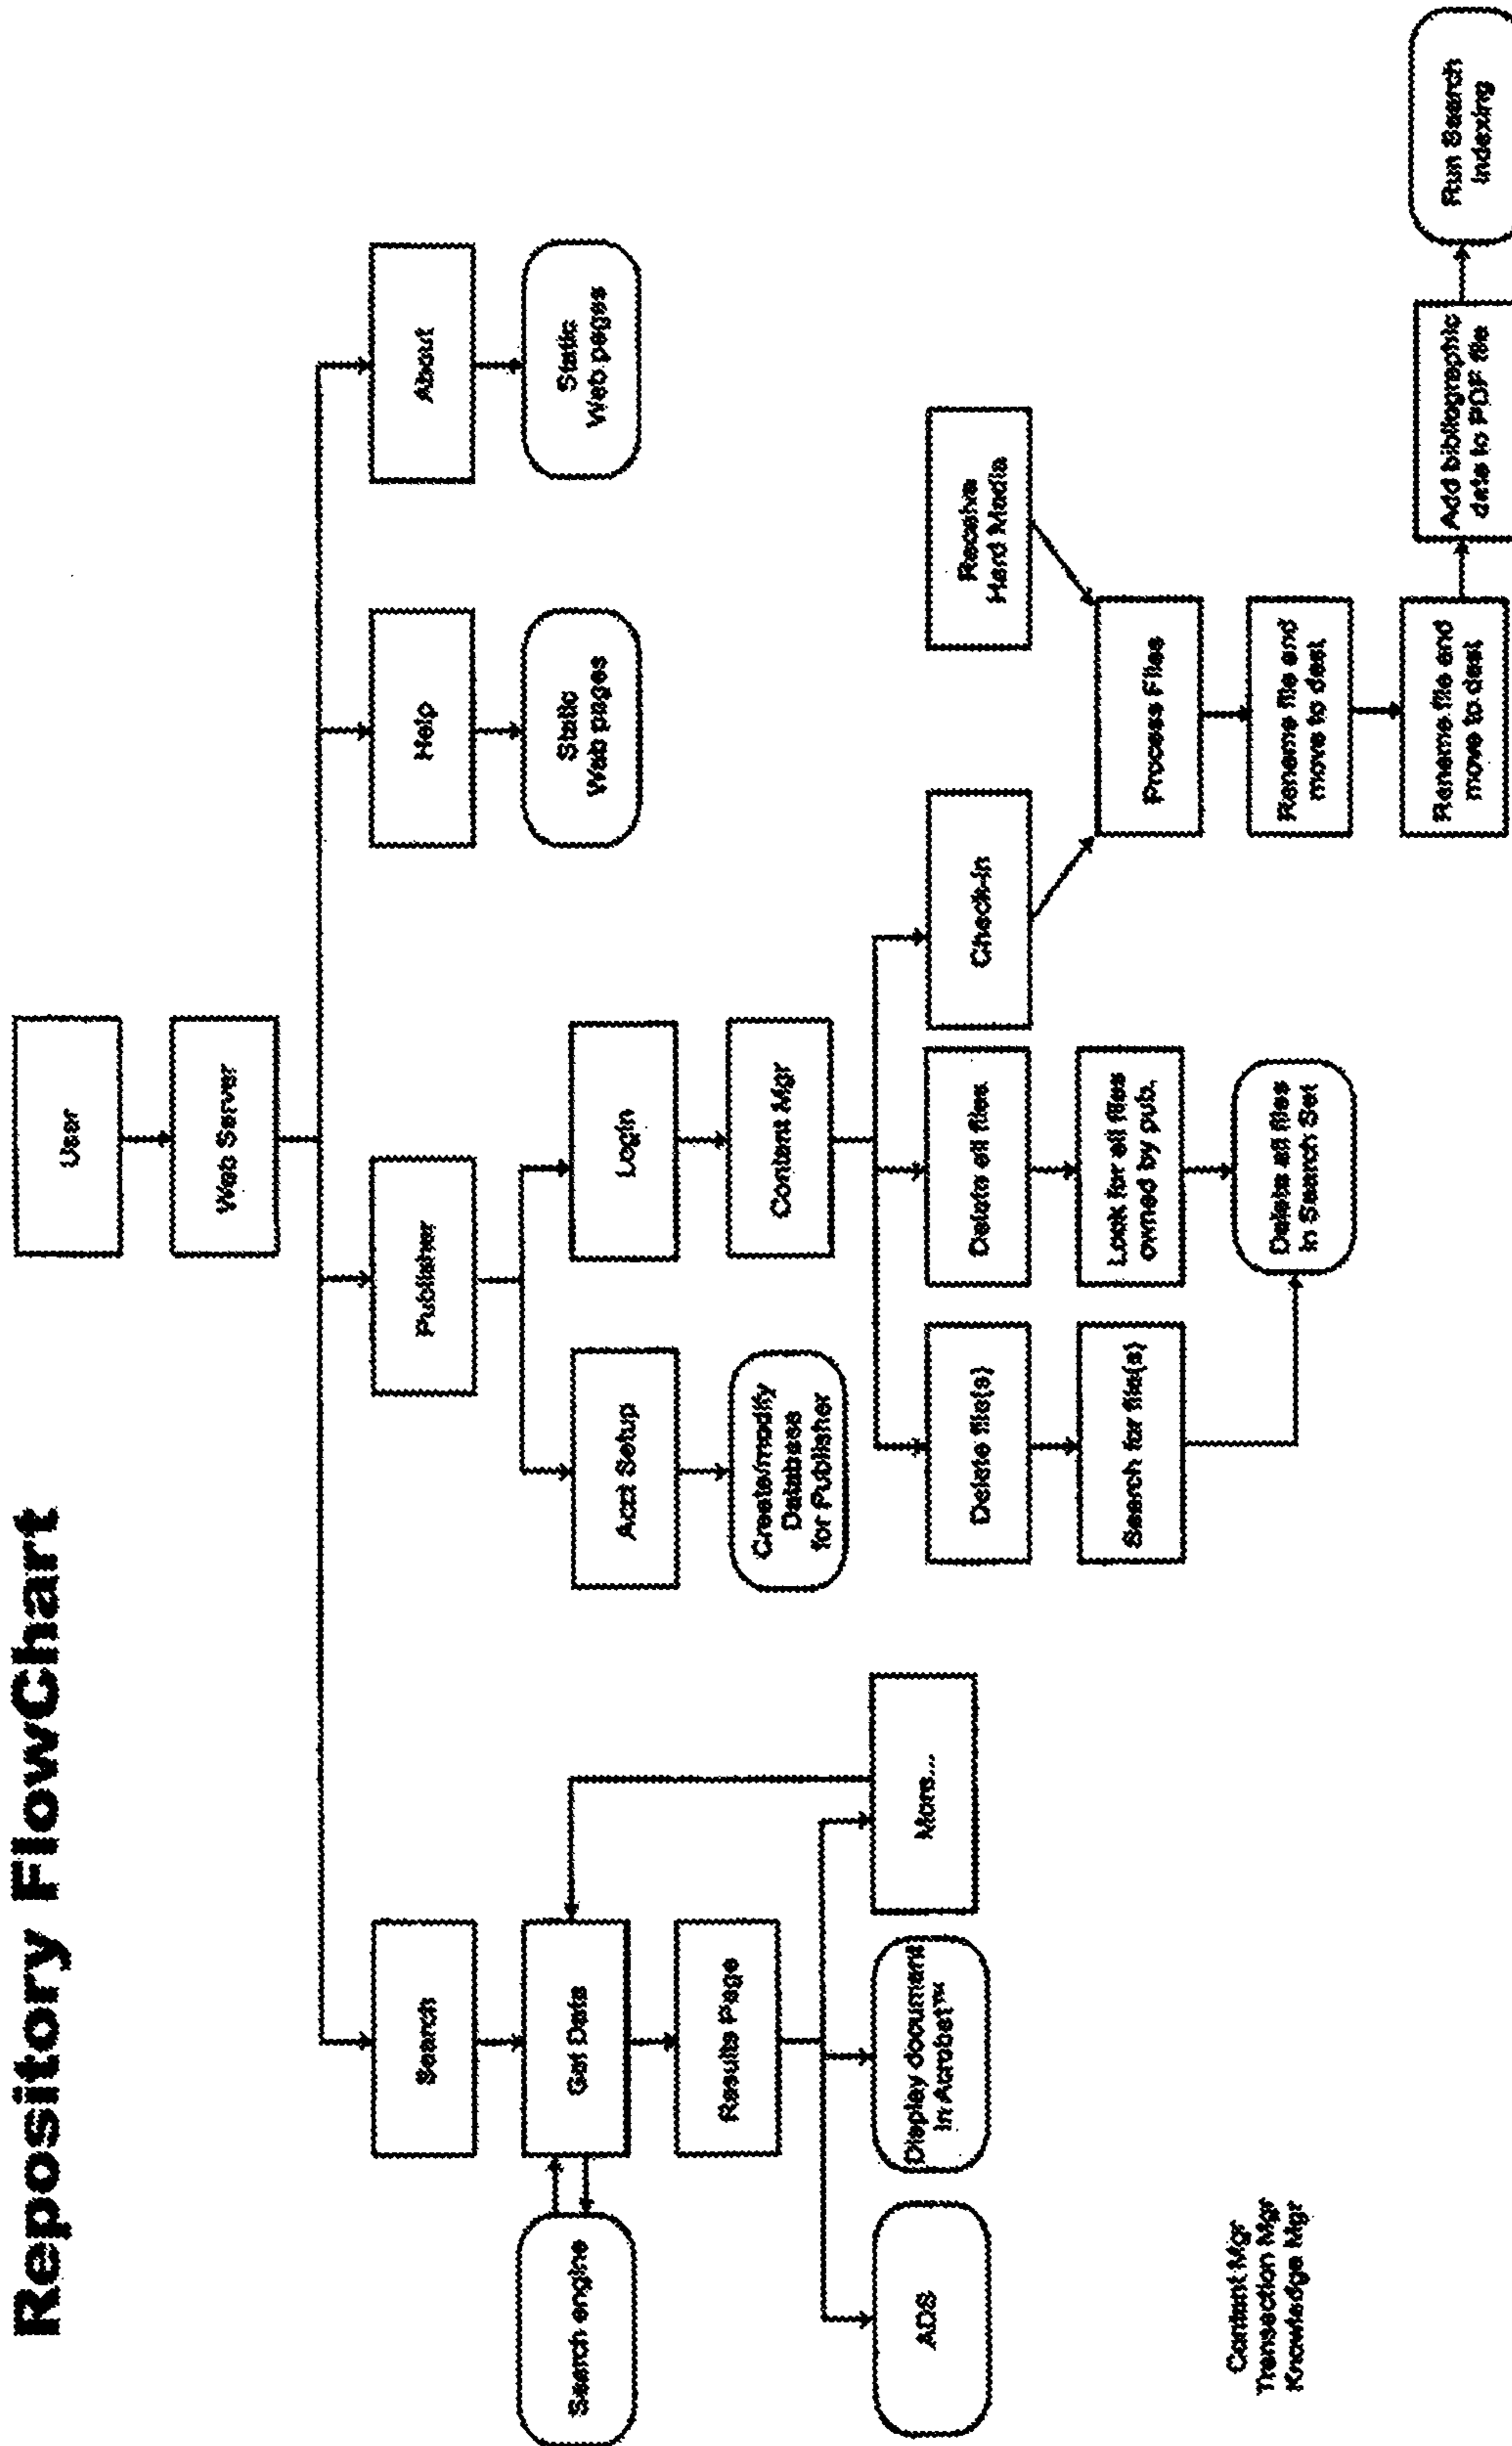 Repository FlowChart
User
Web Server
Search
Publisher
Help
About
Search engine
Get Data
Acct Setup
Login
Static
Web pages
Static
Web pages
Results Page
Create/modify
Database
for Publisher
Content Mgr
ADS
Display document
in Acrobat™
More...
Delete file(s)
Delete all files
Check-in
Receive
Hard Media
Search for file(s)
Look for all files
owned by pub.
Process Files
Delete all files
in Search Set
Rename file and
move to dest
Rename file and
move to dest
Add bibliographic
data to PDF file
Run Search
Indexing
Content Mgr
Transaction Mgr
Knowledge Mgr